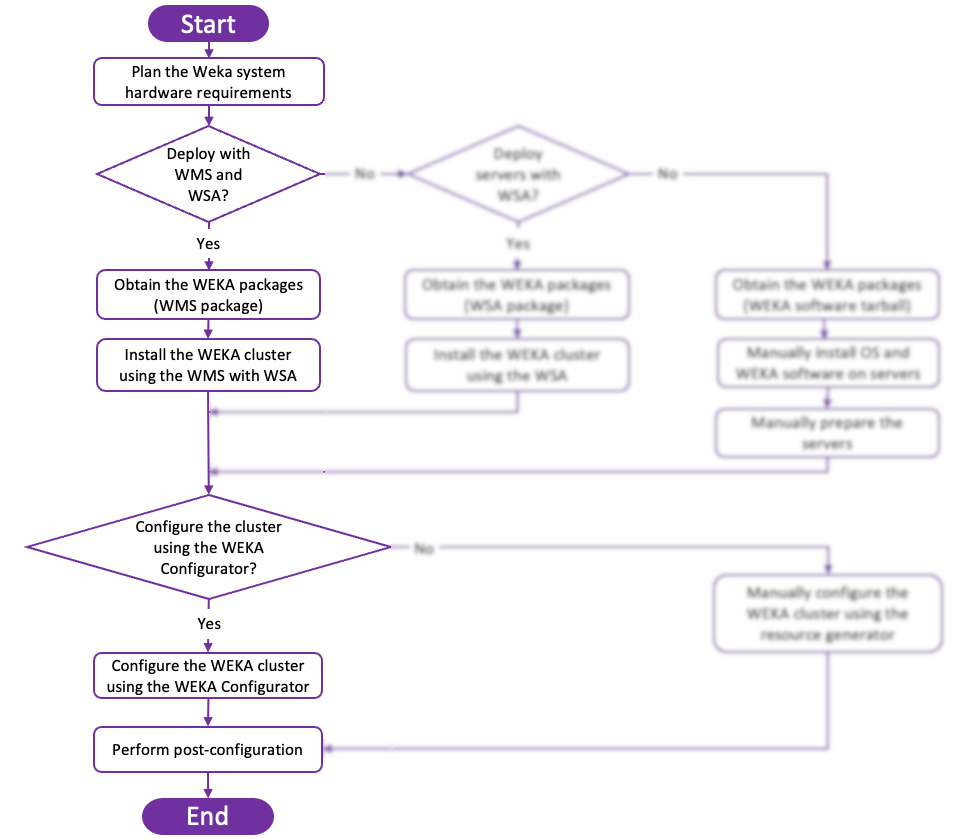 Start
Plan the Weka system
hardware requirements
Deploy with
WMS and
WSA?
No
Deploy
servers with
WSA?
No
Yes
Yes
Obtain the WEKA packages
(WMS package)
Obtain the WEKA packages
(WSA package)
Obtain the WEKA packages
(WEKA software tarball)
Install the WEKA cluster
using the WMS with WSA
Install the WEKA cluster
using the WSA
Manually install OS and
WEKA software on servers
Manually prepare the
servers
Configure the cluster
using the WEKA
Configurator?
No
Manually configure the
WEKA cluster using the
resource generator
Yes
Configure the WEKA cluster
using the WEKA Configurator
Perform post-configuration
End